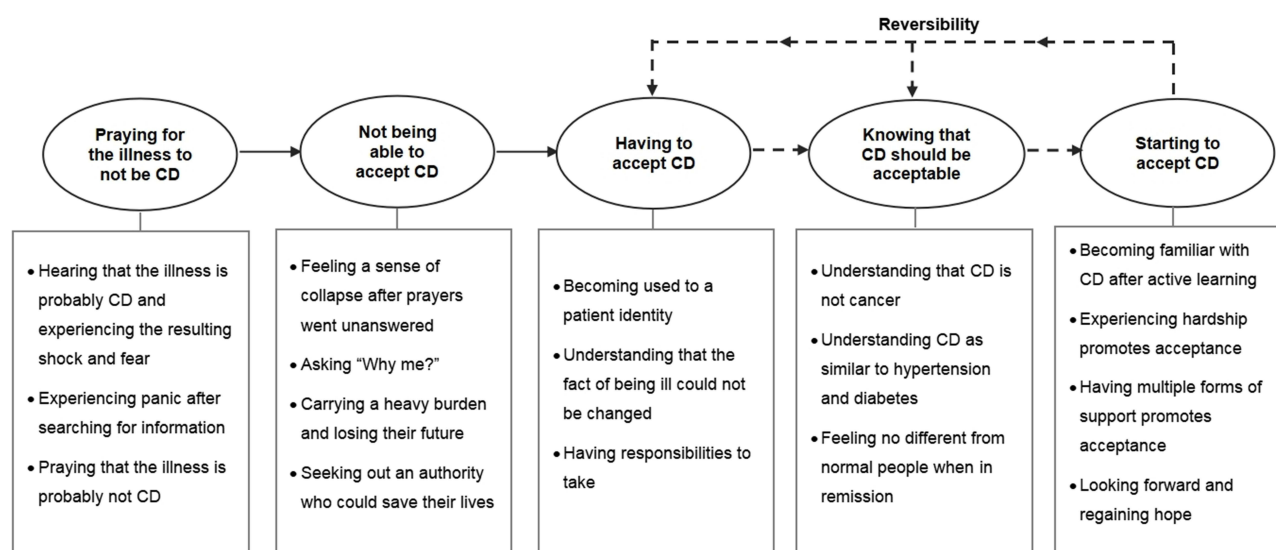 Reversibility
Praying for
the illness to
not be CD
Not being
able to
accept CD
Having to
accept CD
Knowing that
CD should be
acceptable
Starting to
accept CD
• Hearing that the illness is
probably CD and
experiencing the resulting
shock and fear
• Experiencing panic after
searching for information
• Praying that the illness is
probably not CD
• Feeling a sense of
collapse after prayers
went unanswered
• Asking “Why me?”
• Carrying a heavy burden
and losing their future
• Seeking out an authority
who could save their lives
• Becoming used to a
patient identity
• Understanding that the
fact of being ill could not
be changed
• Having responsibilities to
take
• Understanding that CD is
not cancer
• Understanding CD as
similar to hypertension
and diabetes
• Feeling no different from
normal people when in
remission
• Becoming familiar with
CD after active learning
• Experiencing hardship
promotes acceptance
• Having multiple forms of
support promotes
acceptance
• Looking forward and
regaining hope